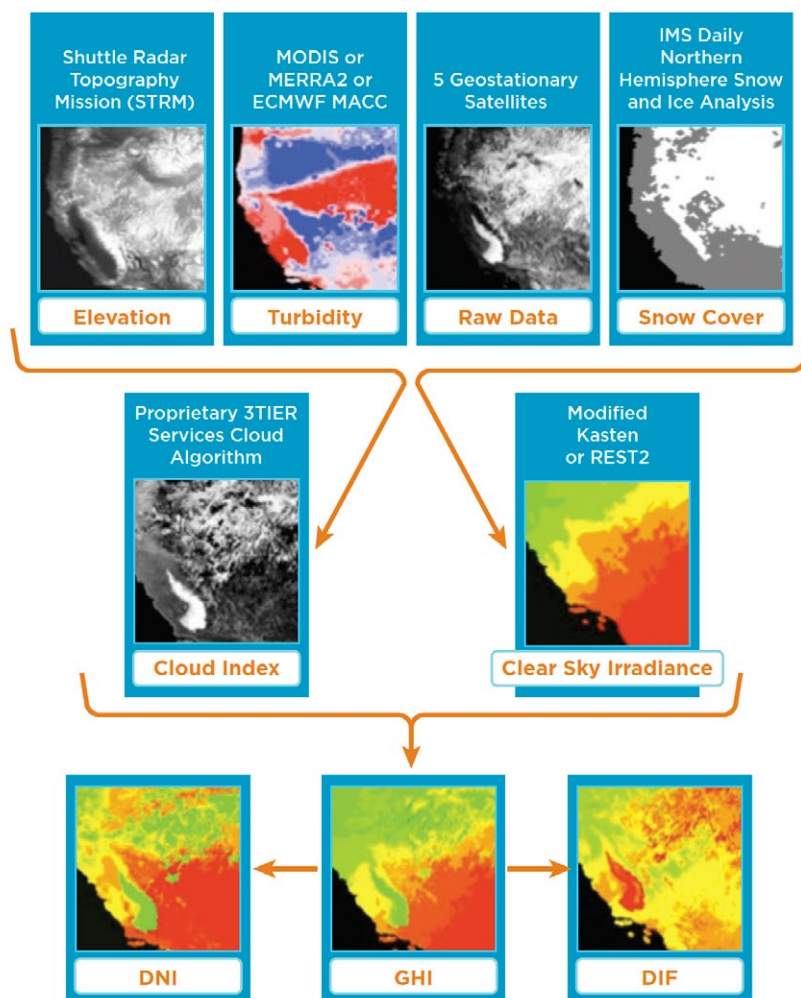 Shuttle Radar
Topography
Mission (STRM)
Elevation
MODIS or
MERRA2 or
ECMWF MACC
Turbidity
5 Geostationary
Satellites
Raw Data
IMS Daily
Northern
Hemisphere Snow
and Ice Analysis
Snow Cover
Proprietary 3TIER
Services Cloud
Algorithm
Cloud Index
Modified
Kasten
or REST2
Clear Sky Irradiance
DNI
GHI
DIF